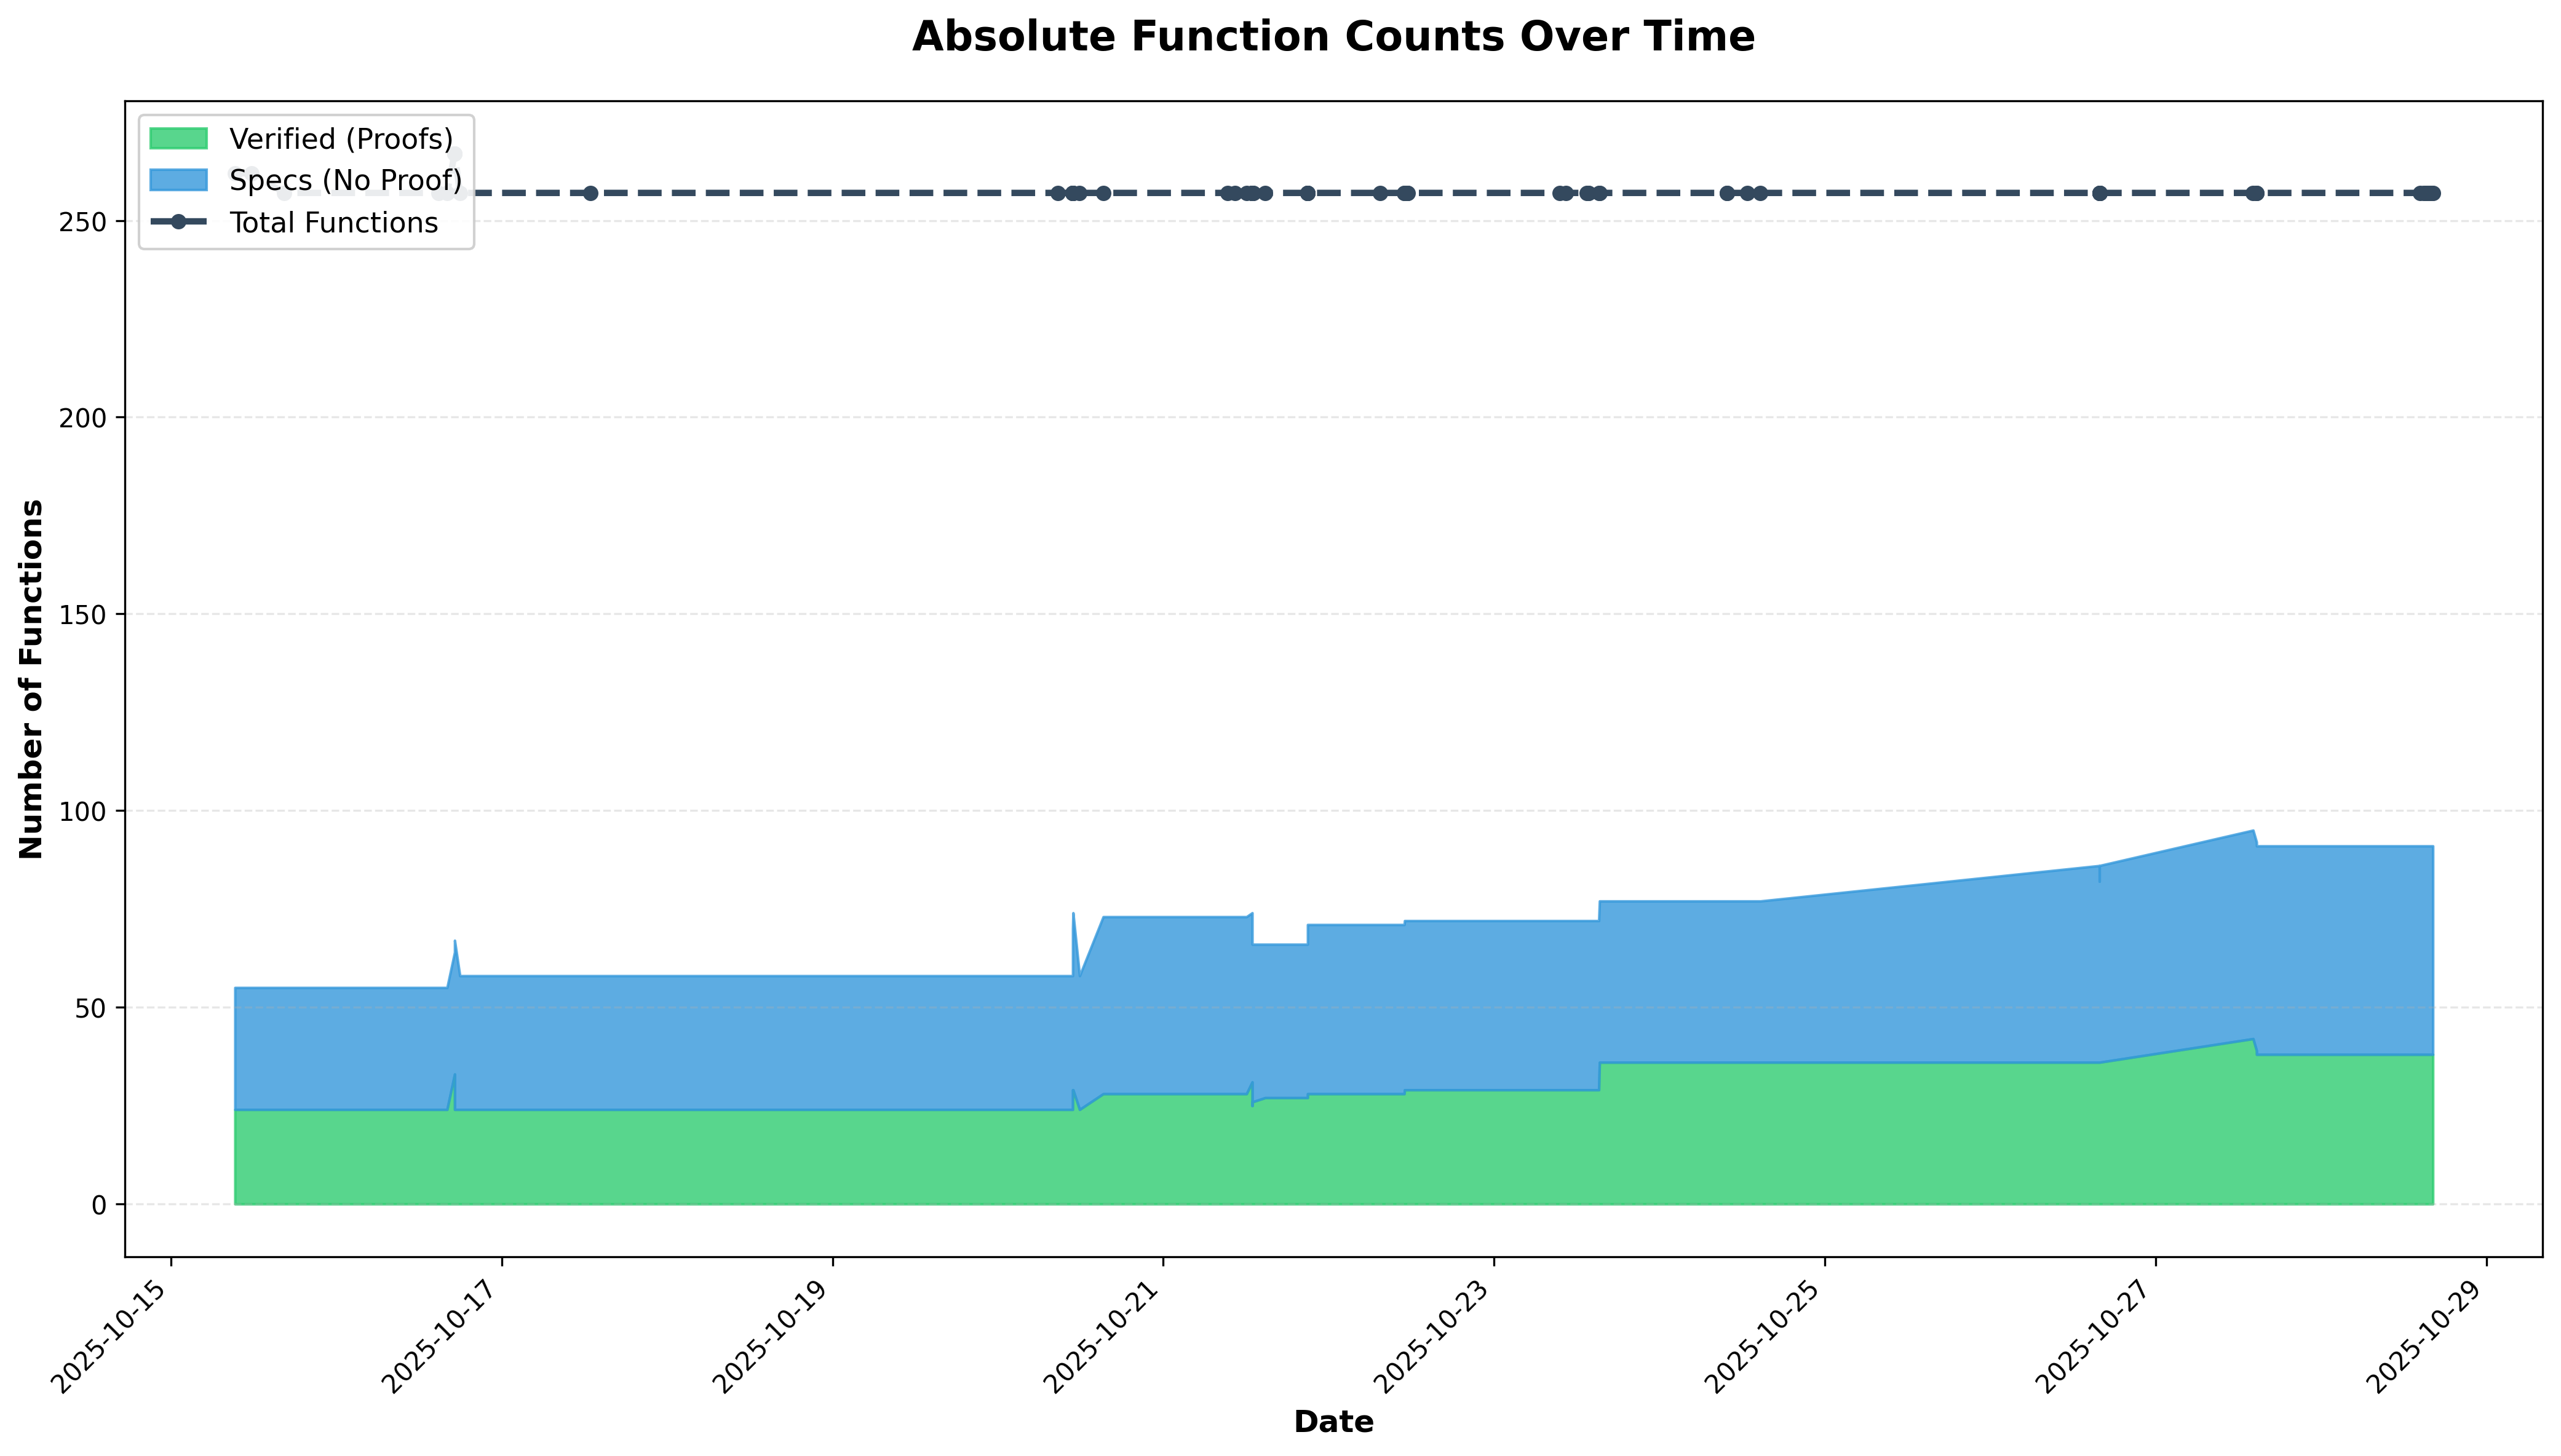 Absolute Function Counts Over Time
Verified (Proofs)
Specs (No Proof)
Total Functions
Number of Functions
250
200
150
100
50
0
2025-10-15
2025-10-17
2025-10-19
2025-10-21
2025-10-23
2025-10-25
2025-10-27
2025-10-29
Date